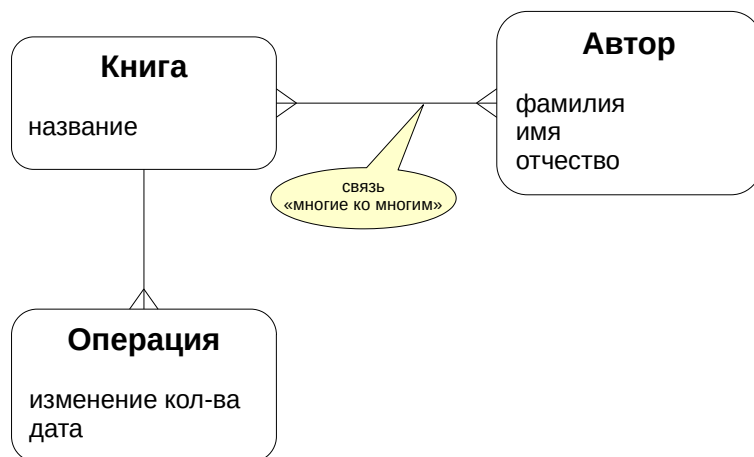 Книга
название
Автор
фамилия
имя
отчество
связь
«многие ко многим»
Операция
изменение кол-ва
дата